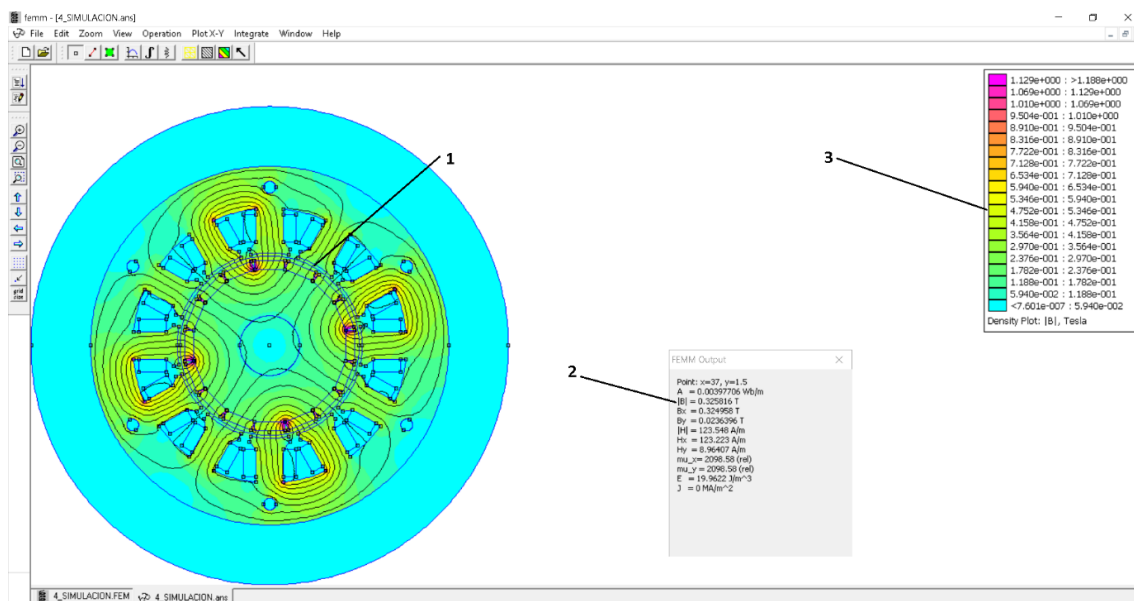 femm - [4_SIMULACION.ans]
File Edit Zoom View Operation Plot X-Y Integrate Window Help
1
2
3
1.129e+000 : >1.188e+000
1.069e+000 : 1.129e+000
1.010e+000 : 1.069e+000
9.504e-001 : 1.010e+000
8.910e-001 : 9.504e-001
8.316e-001 : 8.910e-001
7.722e-001 : 8.316e-001
7.128e-001 : 7.722e-001
6.534e-001 : 7.128e-001
5.940e-001 : 6.534e-001
5.346e-001 : 5.940e-001
4.752e-001 : 5.346e-001
4.158e-001 : 4.752e-001
3.564e-001 : 4.158e-001
2.970e-001 : 3.564e-001
2.376e-001 : 2.970e-001
1.782e-001 : 2.376e-001
1.188e-001 : 1.782e-001
5.940e-002 : 1.188e-001
<7.601e-007 : 5.940e-002
Density Plot: |B|, Tesla
grid
size
FEMM Output
Point: x=37, y=1.5
A = 0.00397706 Wb/m
|B| = 0.325816 T
Bx = 0.324958 T
By = 0.0236396 T
|H| = 123.548 A/m
Hx = 123.223 A/m
Hy = 8.96407 A/m
mu_x= 2098.58 (rel)
mu_y = 2098.58 (rel)
E = 19.9622 J/m^3
J = 0 MA/m^2
4_SIMULACION.FEM
4_SIMULACION.ans